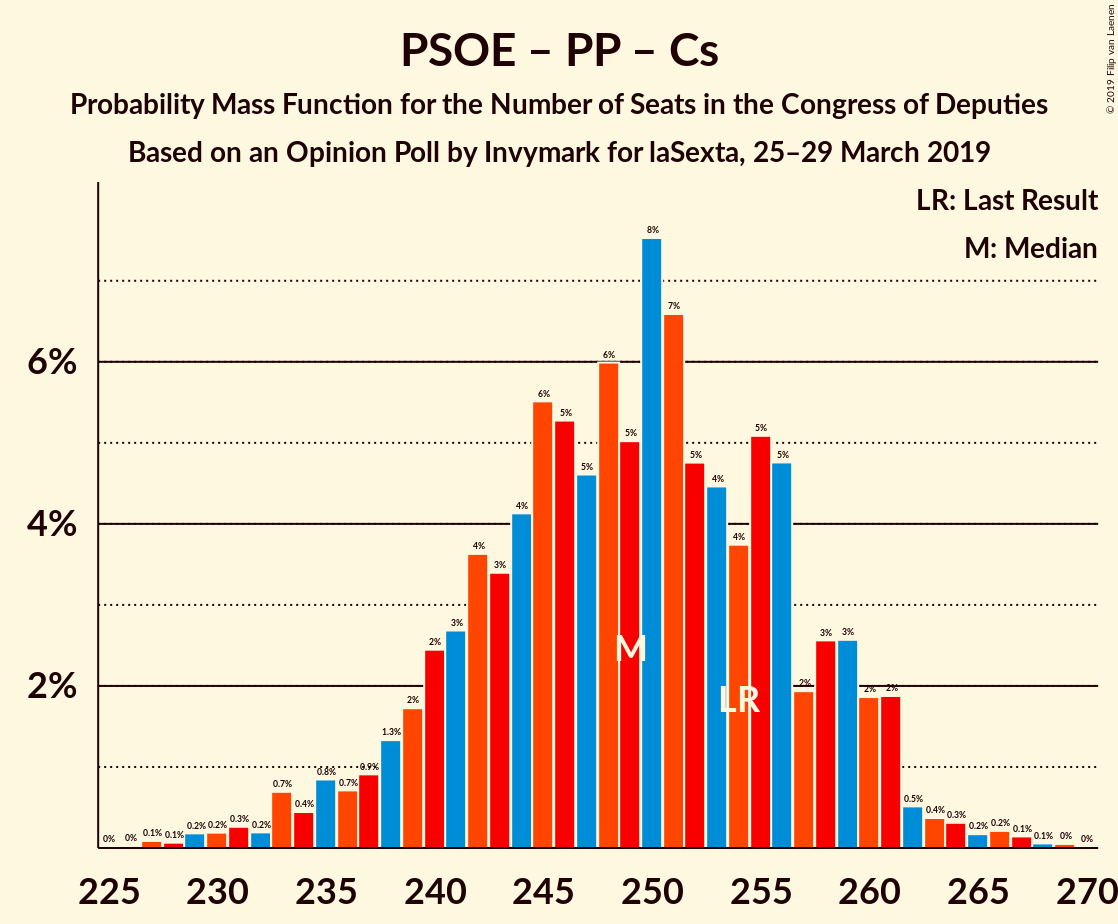 PSOE – PP – Cs
Probability Mass Function for the Number of Seats in the Congress of Deputies
Based on an Opinion Poll by Invymark for laSexta, 25–29 March 2019
© 2019 Filip van Laenen
LR: Last Result
M: Median
6%
4%
2%
0% 0% 0.1% 0.1% 0.2% 0.2% 0.3% 0.2% 0.7% 0.4% 0.8% 0.7% 0.9% 1.3% 2% 2% 3% 4% 3% 4% 6% 5% 5% 6% 5% 8% 7% 5% 4% 4% 5% 5% 2% 3% 3% 2% 2% 0.5% 0.4% 0.3% 0.2% 0.2% 0.1% 0.1% 0% 0%
M
LR
225 230 235 240 245 250 255 260 265 270